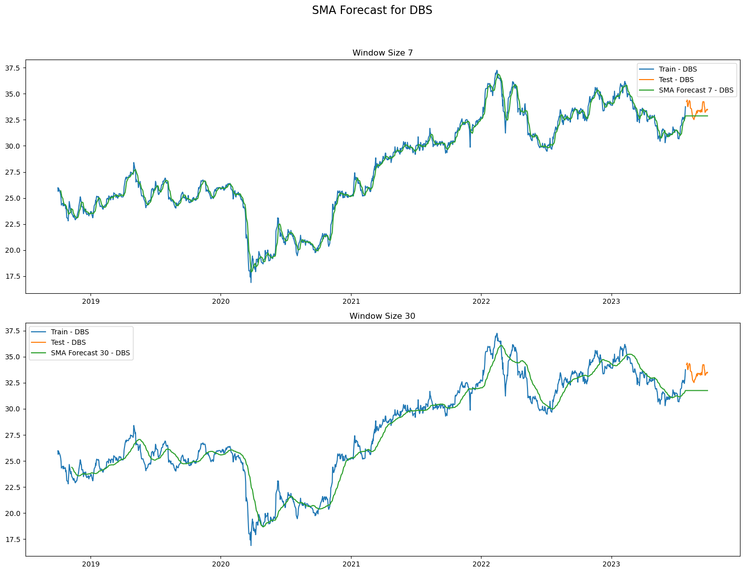 SMA Forecast for DBS
Window Size 7
37.5
35.0
32.5
30.0
27.5
25.0
22.5
20.0
17.5
Train - DBS
Test - DBS
SMA Forecast 7 - DBS
2019 2020 2021 2022 2023
Window Size 30
37.5
35.0
32.5
30.0
27.5
25.0
22.5
20.0
17.5
Train - DBS
Test - DBS
SMA Forecast 30 - DBS
2019 2020 2021 2022 2023